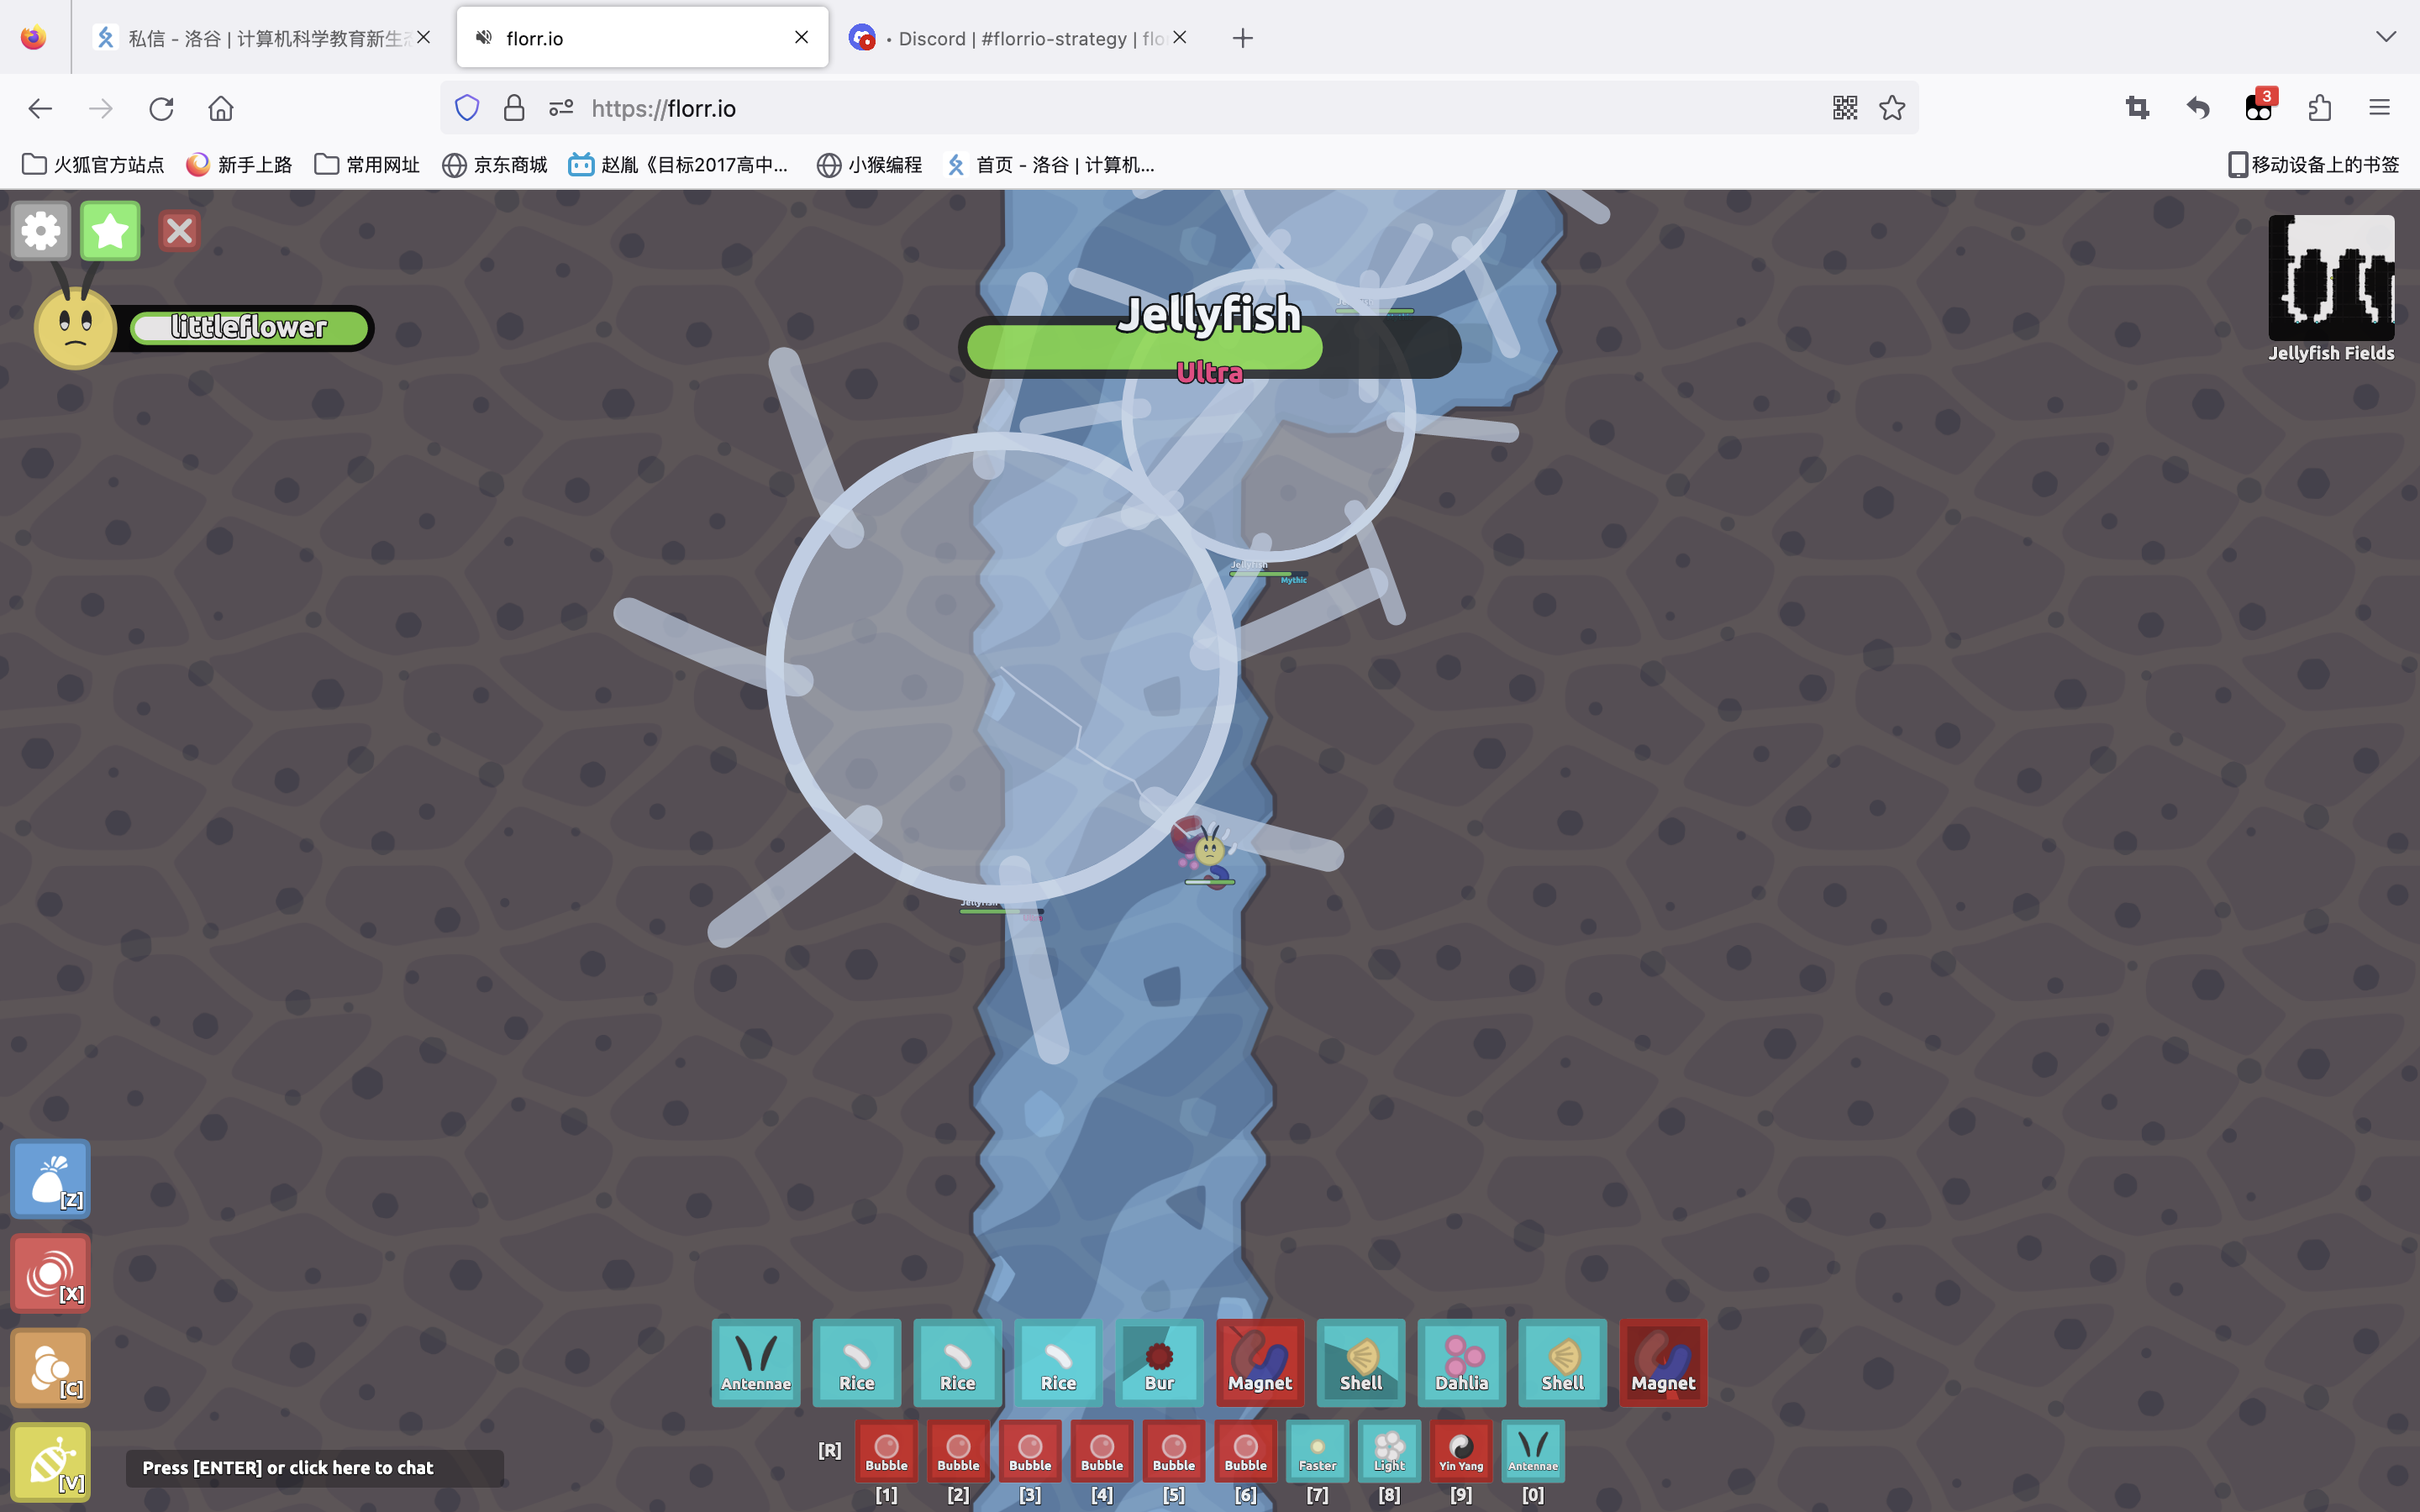 私信 - 洛谷 | 计算机科学教育新生态
florr.io
• Discord | #florrio-strategy | flo
https://florr.io
3
火狐官方站点
新手上路
常用网址
京东商城
赵胤《目标2017高中...
小猴编程
首页 - 洛谷 | 计算机...
移动设备上的书签
littleflower
Jellyfish
Ultra
Jellyfish Fields
Jellyfish
Mythic
Jellyfish
Ultra
[Z]
[X]
[C]
[V]
Antennae
Rice
Rice
Rice
Bur
Magnet
Shell
Dahlia
Shell
Magnet
[R]
Bubble
Bubble
Bubble
Bubble
Bubble
Bubble
Faster
Light
Yin Yang
Antennae
[1]
[2]
[3]
[4]
[5]
[6]
[7]
[8]
[9]
[0]
Press [ENTER] or click here to chat